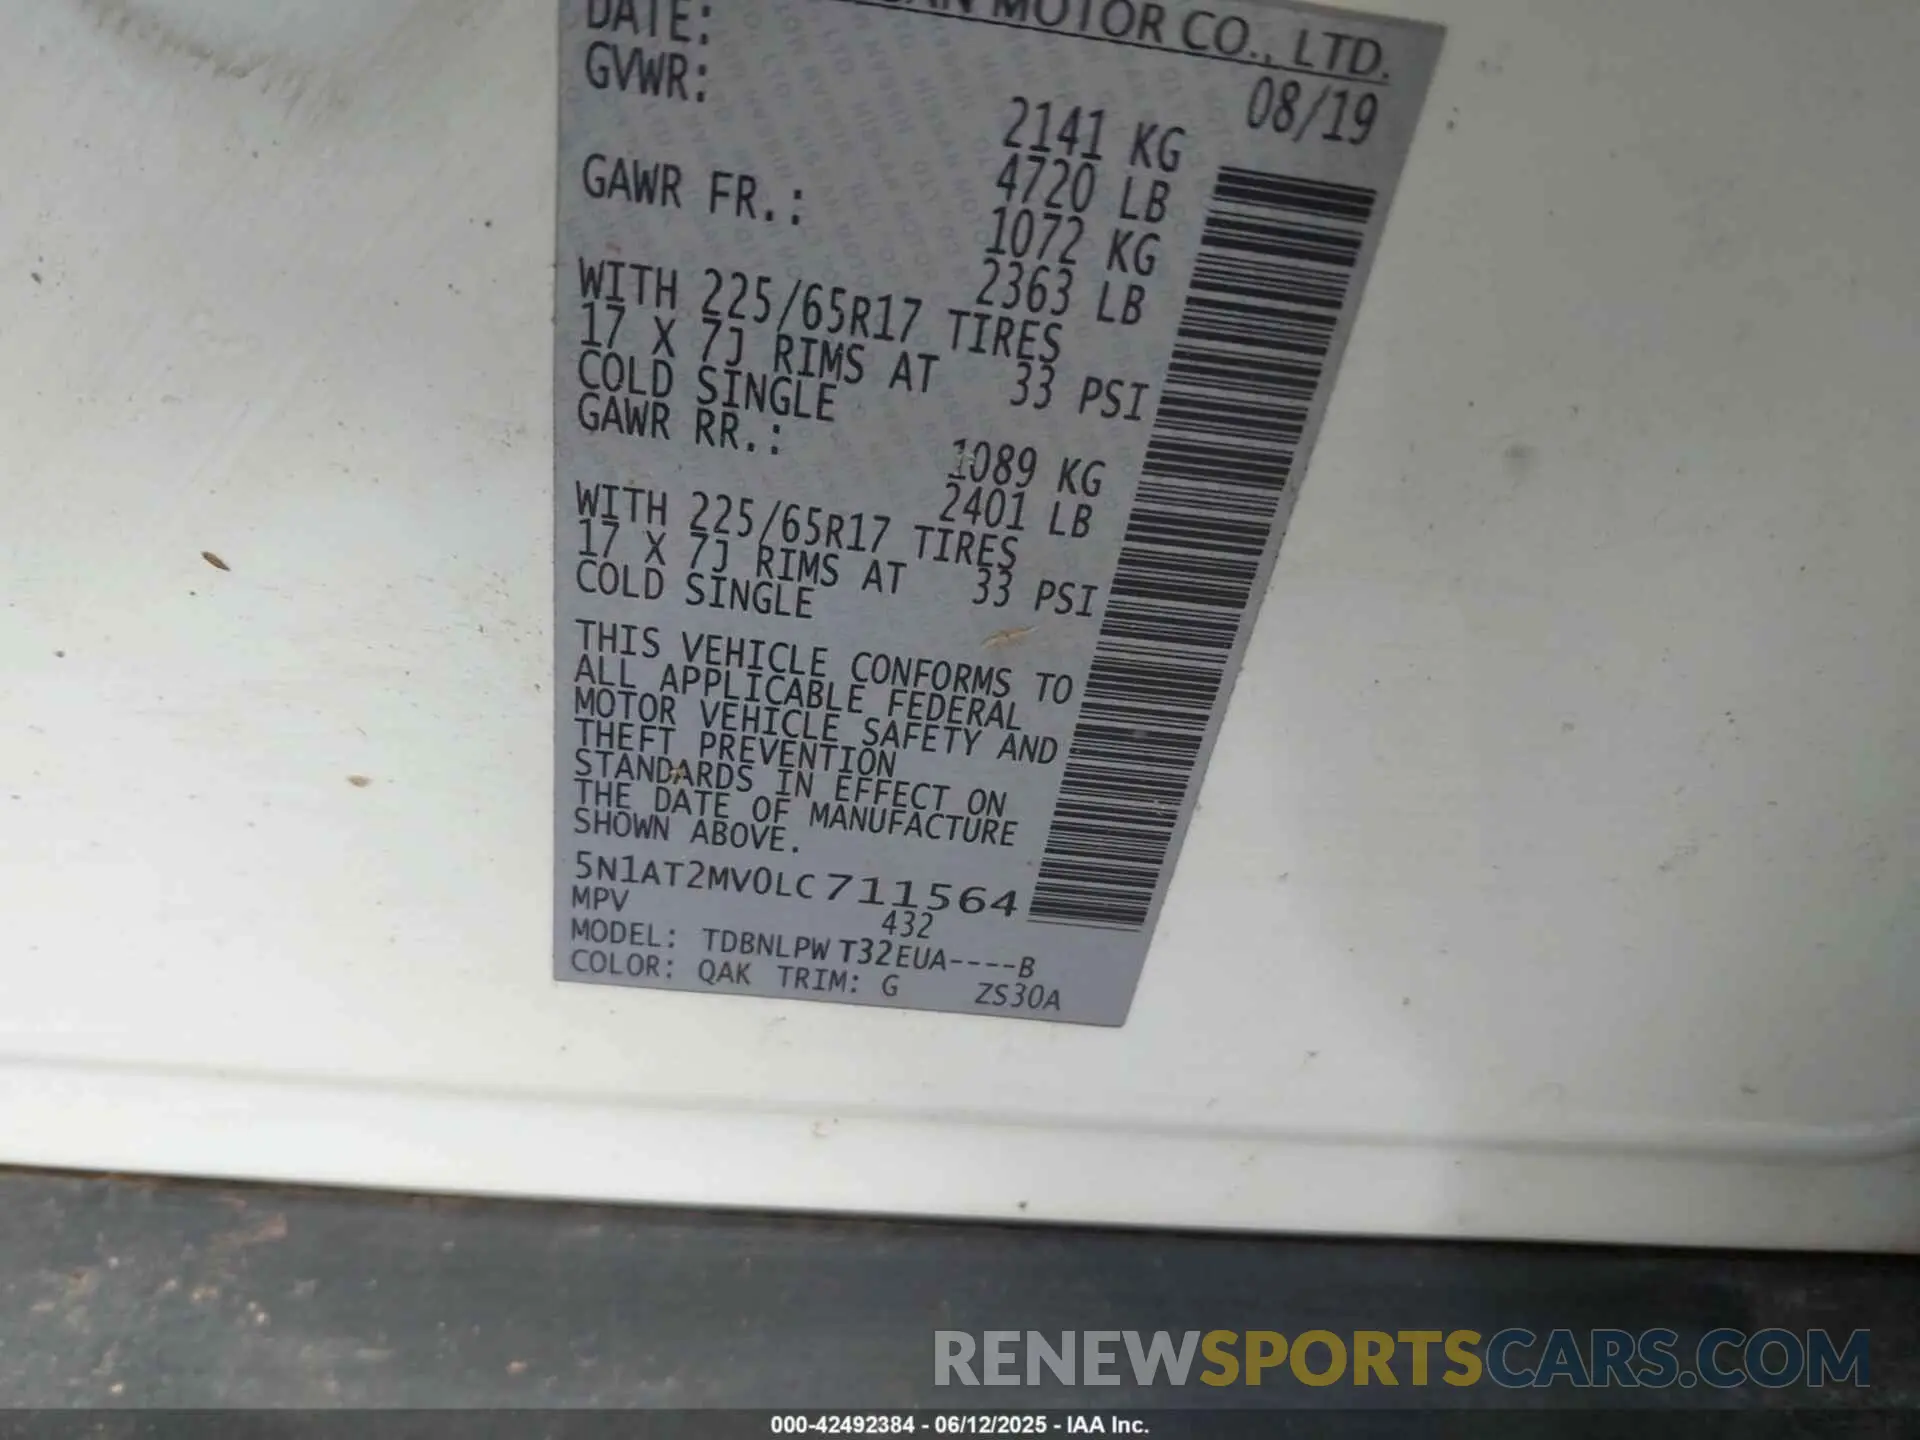 MOTOR CO., LTD.
DATE: 08/19
GVWR: 2141 KG
4720 LB
GAWR FR.: 1072 KG
2363 LB
WITH 225/65R17 TIRES
17 X 7J RIMS AT 33 PSI
COLD SINGLE
GAWR RR.: 1089 KG
2401 LB
WITH 225/65R17 TIRES
17 X 7J RIMS AT 33 PSI
COLD SINGLE
THIS VEHICLE CONFORMS TO
ALL APPLICABLE FEDERAL
MOTOR VEHICLE SAFETY AND
THEFT PREVENTION
STANDARDS IN EFFECT ON
THE DATE OF MANUFACTURE
SHOWN ABOVE.
5N1AT2MV0LC711564
MPV 432
MODEL: TDBNLPW T32EUA----B
COLOR: QAK TRIM: G ZS30A
RENEWSPORTSCARS.COM
000-42492384 - 06/12/2025 - IAA Inc.